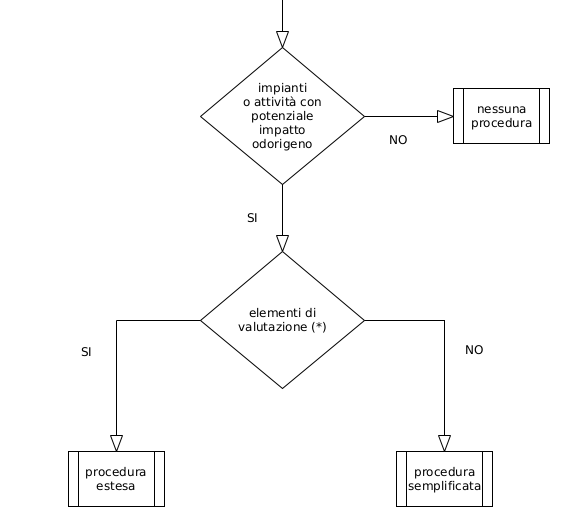 impianti
o attività con
potenziale
impatto
odorigeno
nessuna
procedura
NO
SI
elementi di
valutazione (*)
SI
NO
procedura
estesa
procedura
semplificata